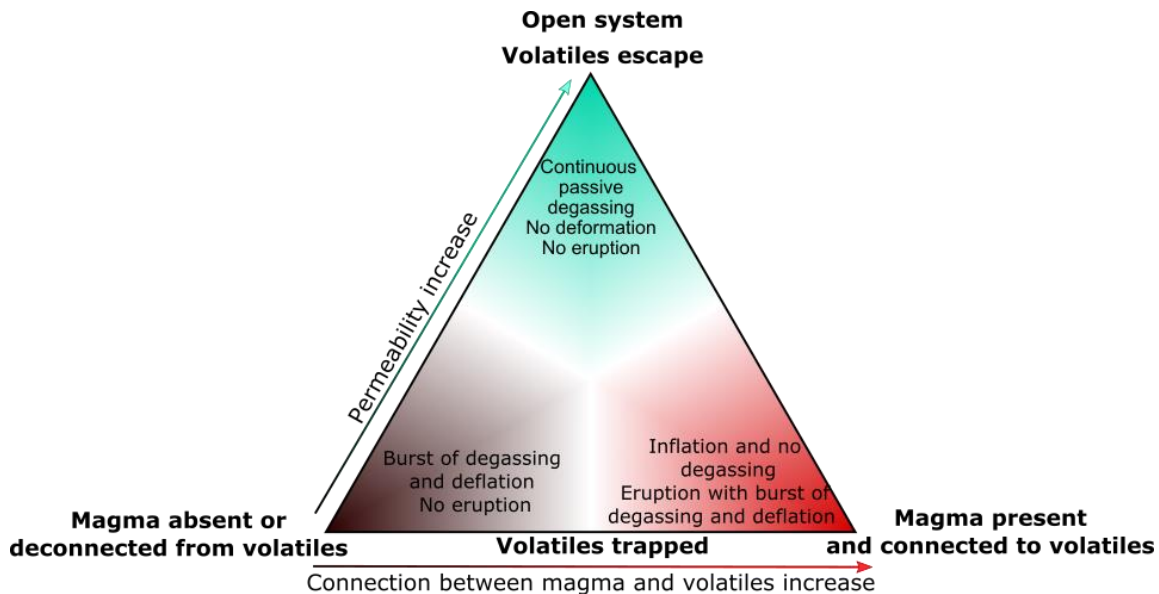 Open system
Volatiles escape
Continuous
passive
degassing
No deformation
No eruption
Permeability increase
Burst of degassing
and deflation
No eruption
Inflation and no
degassing
Eruption with burst of
degassing and deflation
Magma absent or
deconnected from volatiles
Volatiles trapped
Magma present
and connected to volatiles
Connection between magma and volatiles increase